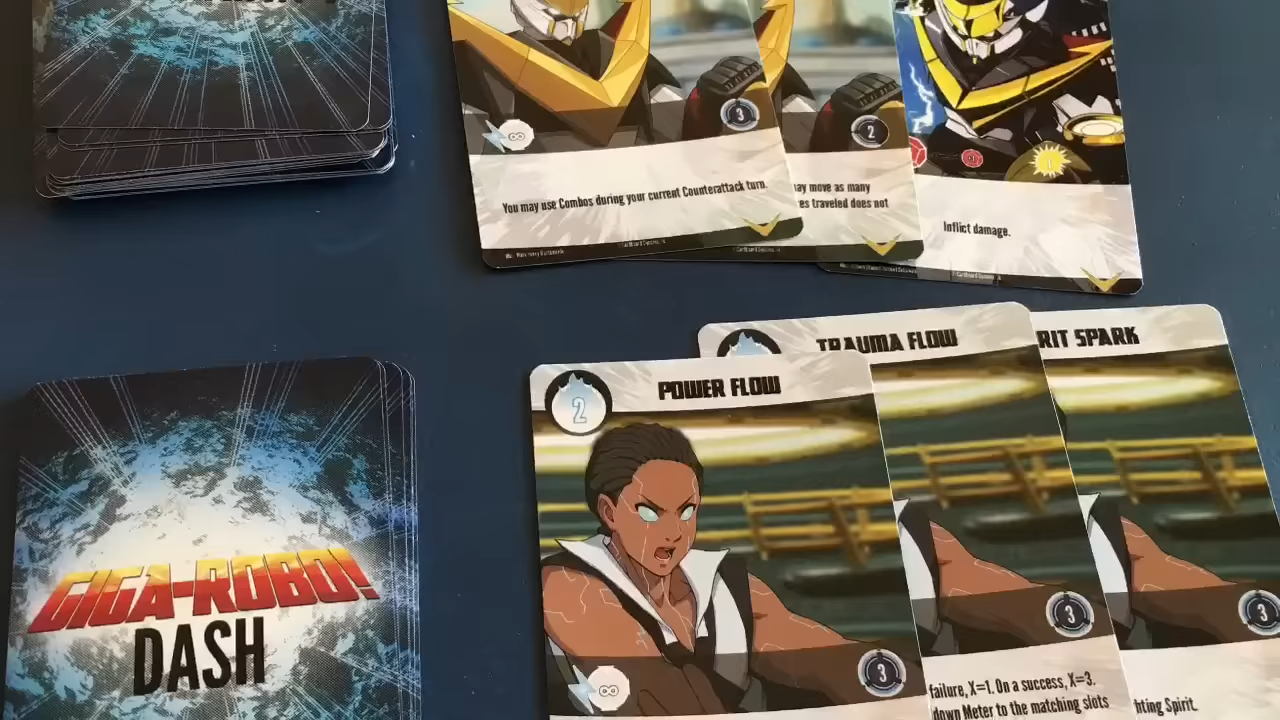 3
2
You may use Combos during your current Counterattack turn.
ay move as many
es traveled does not
Inflict damage.
TRAUMA FLOW
RIT SPARK
POWER FLOW
2
3
3
3
failure, X=1. On a success, X=3.
down Meter to the matching slots
hting Spirit.
GIGA-ROBO!
DASH